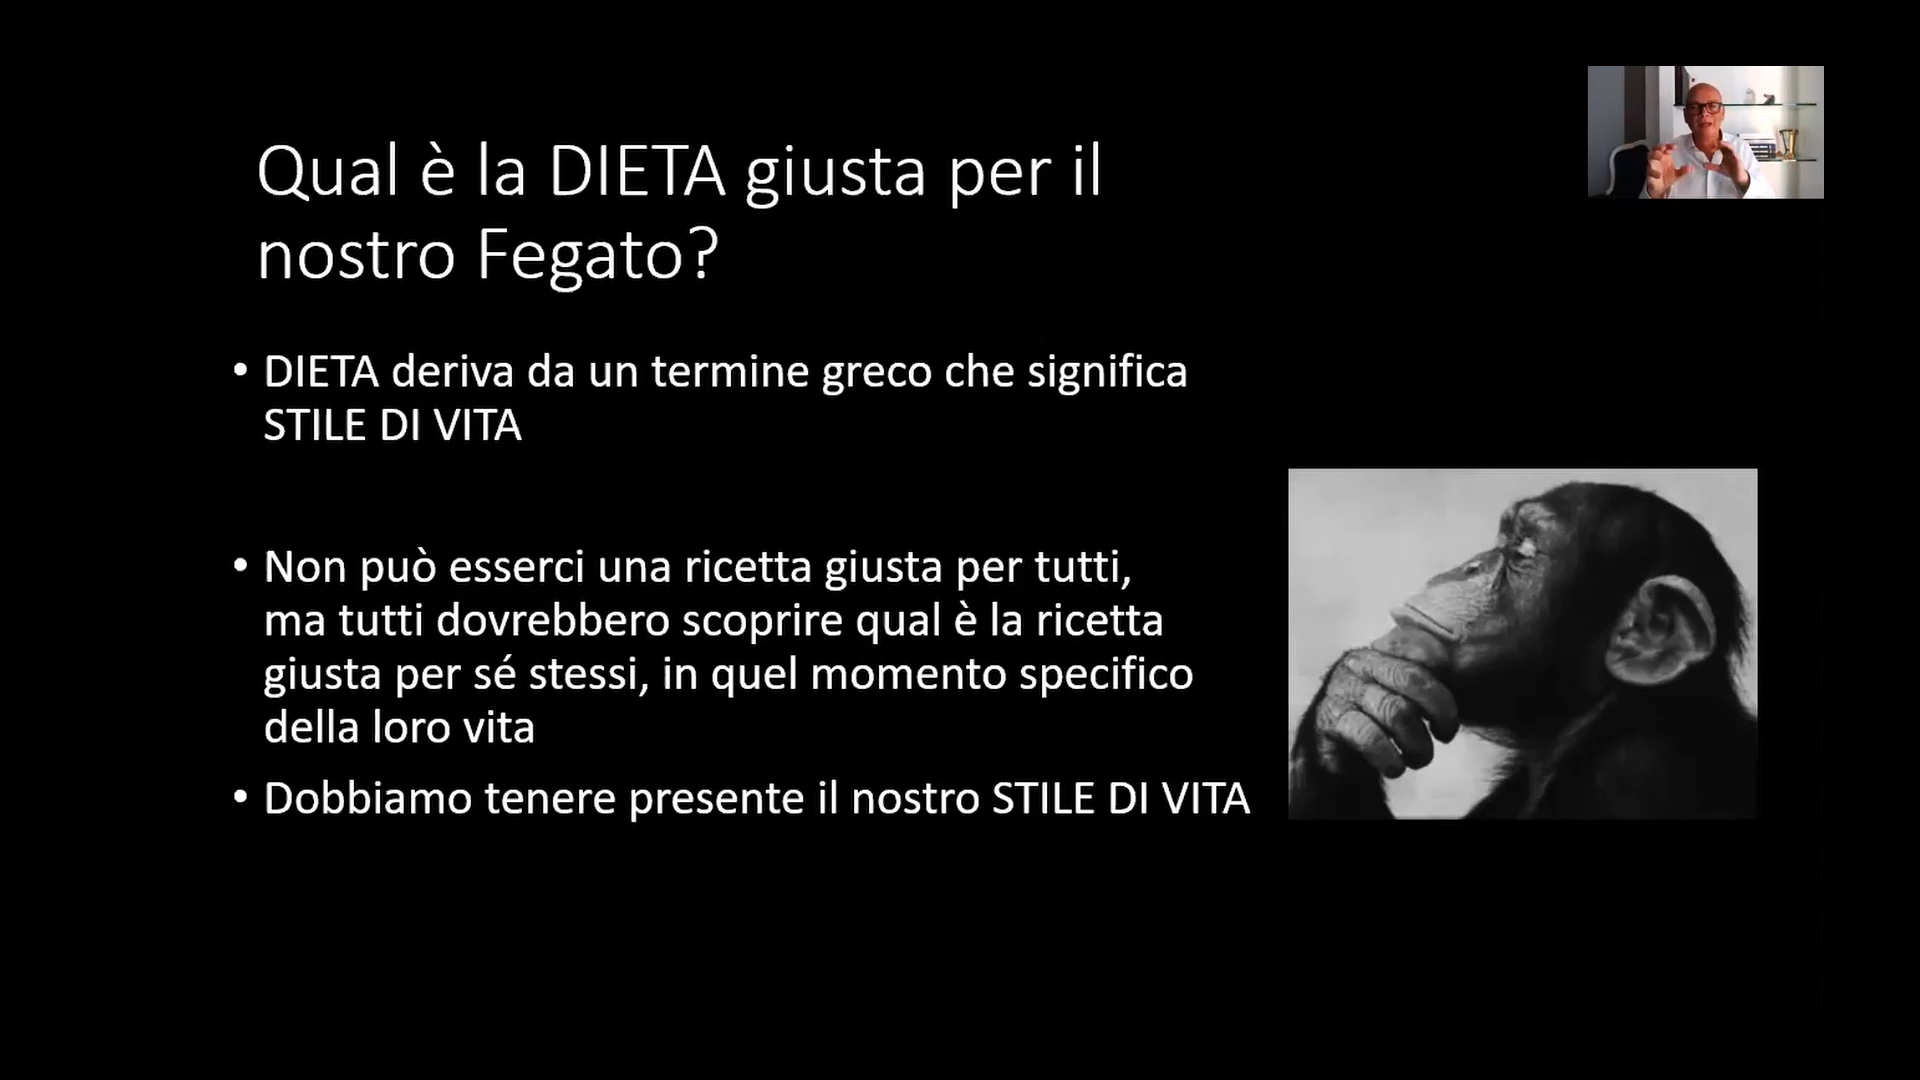 Qual è la DIETA giusta per il
nostro Fegato?
• DIETA deriva da un termine greco che significa
STILE DI VITA
• Non può esserci una ricetta giusta per tutti,
ma tutti dovrebbero scoprire qual è la ricetta
giusta per sé stessi, in quel momento specifico
della loro vita
• Dobbiamo tenere presente il nostro STILE DI VITA